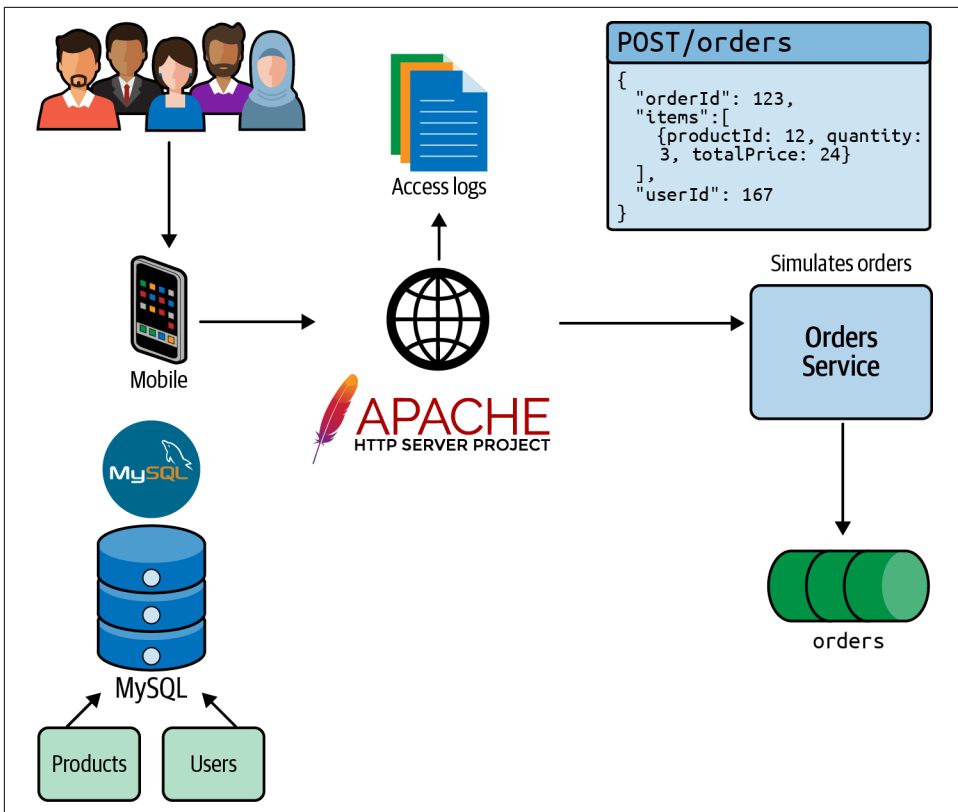 POST/orders
{
"orderId": 123,
"items":[
{productId: 12, quantity:
3, totalPrice: 24}
],
"userId": 167
}
Access logs
Simulates orders
Orders
Service
Mobile
APACHE
HTTP SERVER PROJECT
MySQL
orders
MySQL
Products
Users